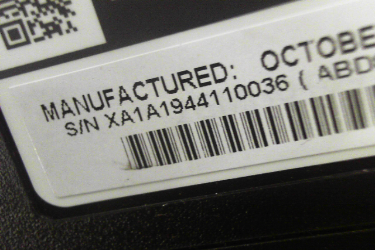 MANUFACTURED: OCTOBE
S/N XA1A1944110036 ( ABD